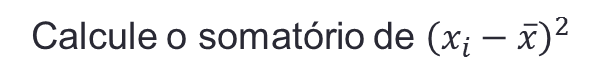 Calcule o somatório de $(x_i - \bar{x})^2$